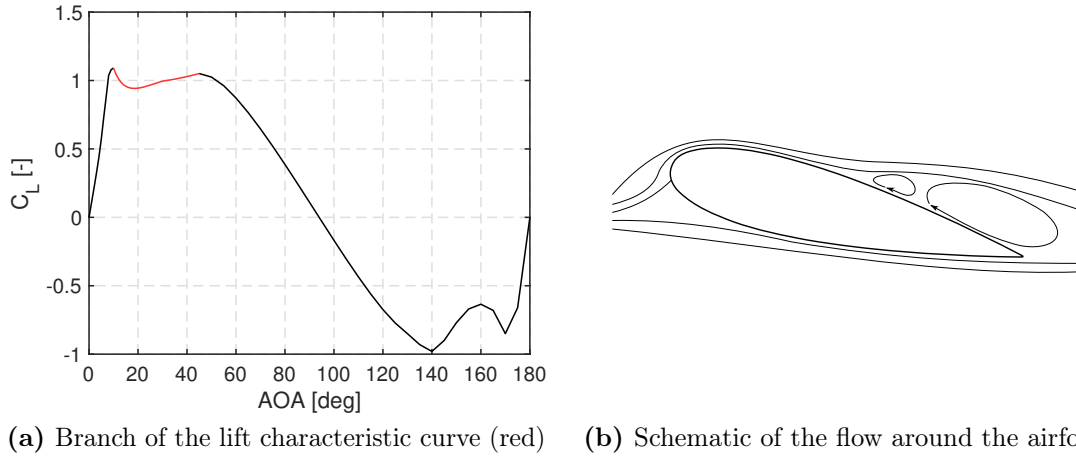 1.5
1
0.5
0
-0.5
-1
C_L [-]
0 20 40 60 80 100 120 140 160 180
AOA [deg]
(a) Branch of the lift characteristic curve (red)
(b) Schematic of the flow around the airfo